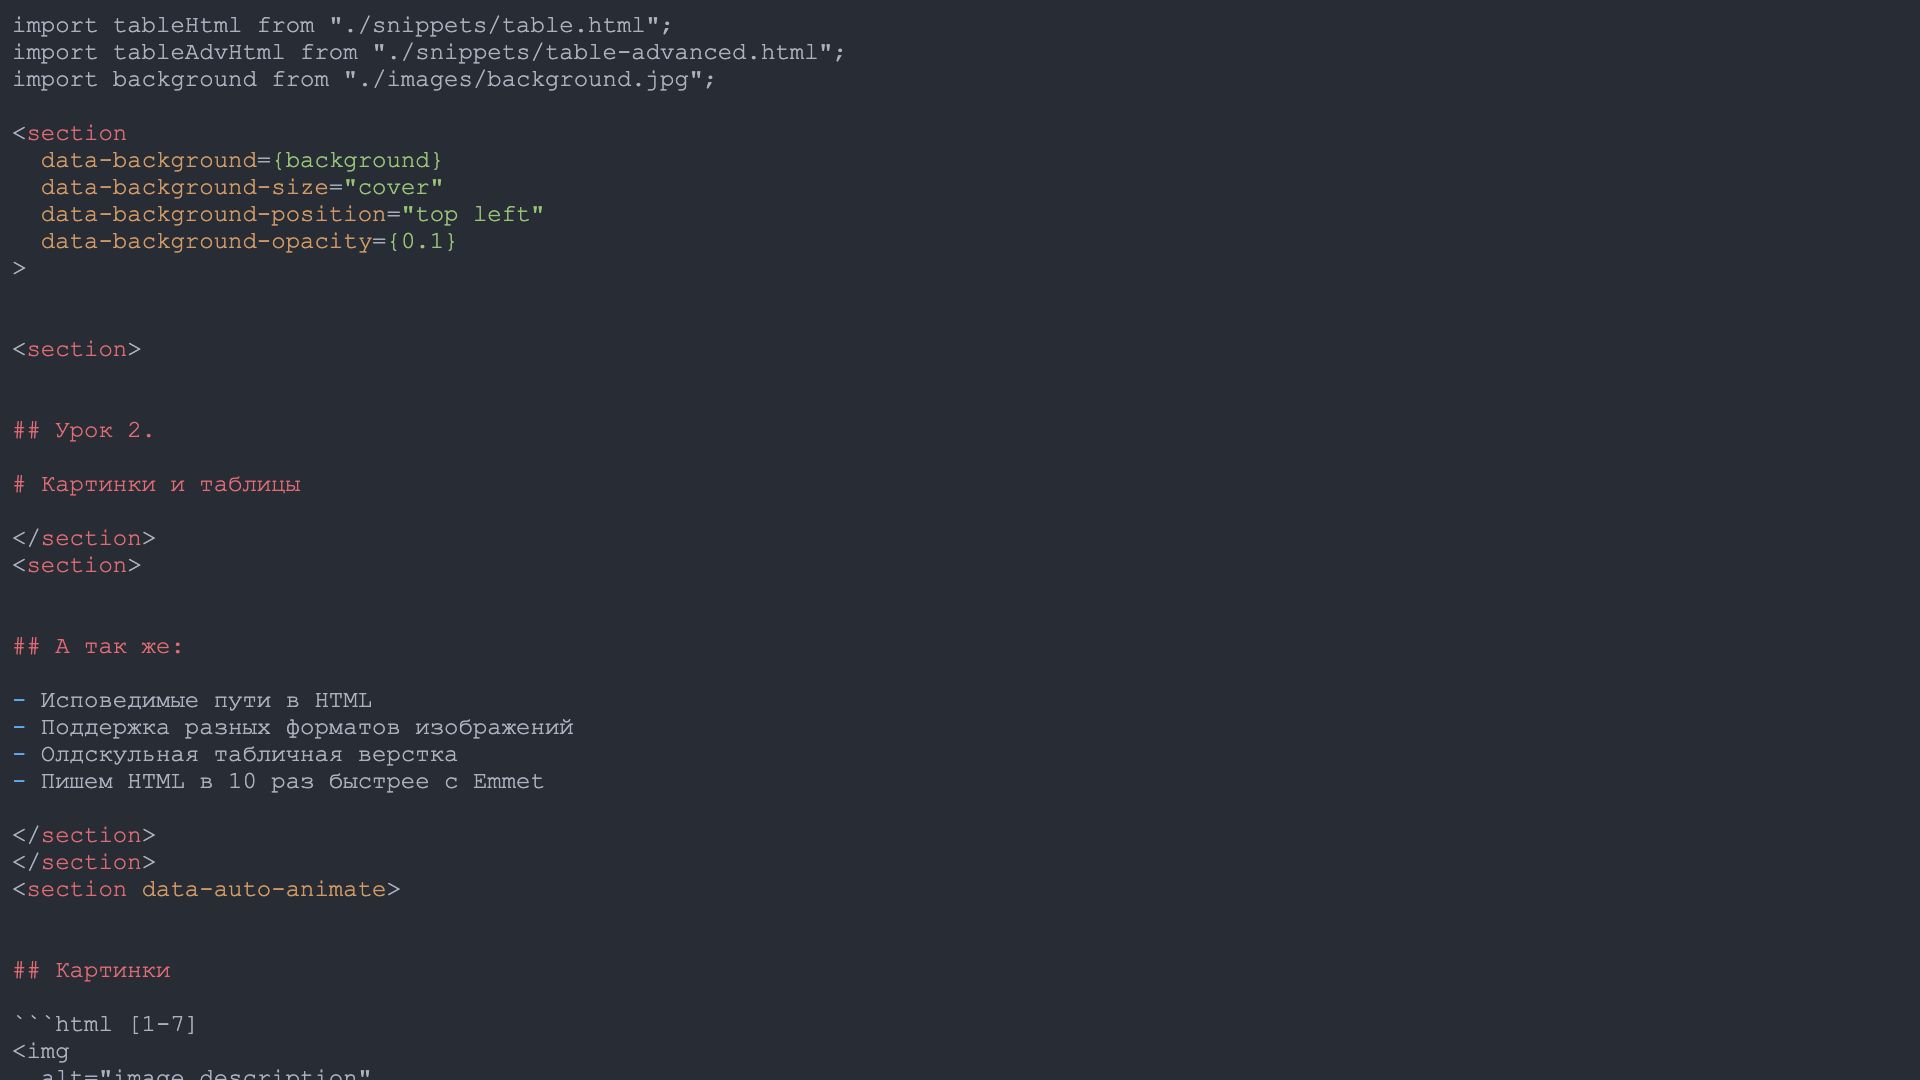 import tableHtml from "./snippets/table.html";
import tableAdvHtml from "./snippets/table-advanced.html";
import background from "./images/background.jpg";
<section
data-background={background}
data-background-size="cover"
data-background-position="top left"
data-background-opacity={0.1}
>
<section>
## Урок 2.
# Картинки и таблицы
</section>
<section>
## А так же:
- Исповедимые пути в HTML
- Поддержка разных форматов изображений
- Олдскульная табличная верстка
- Пишем HTML в 10 раз быстрее с Emmet
</section>
</section>
<section data-auto-animate>
## Картинки
```html [1-7]
<img
alt="image description"